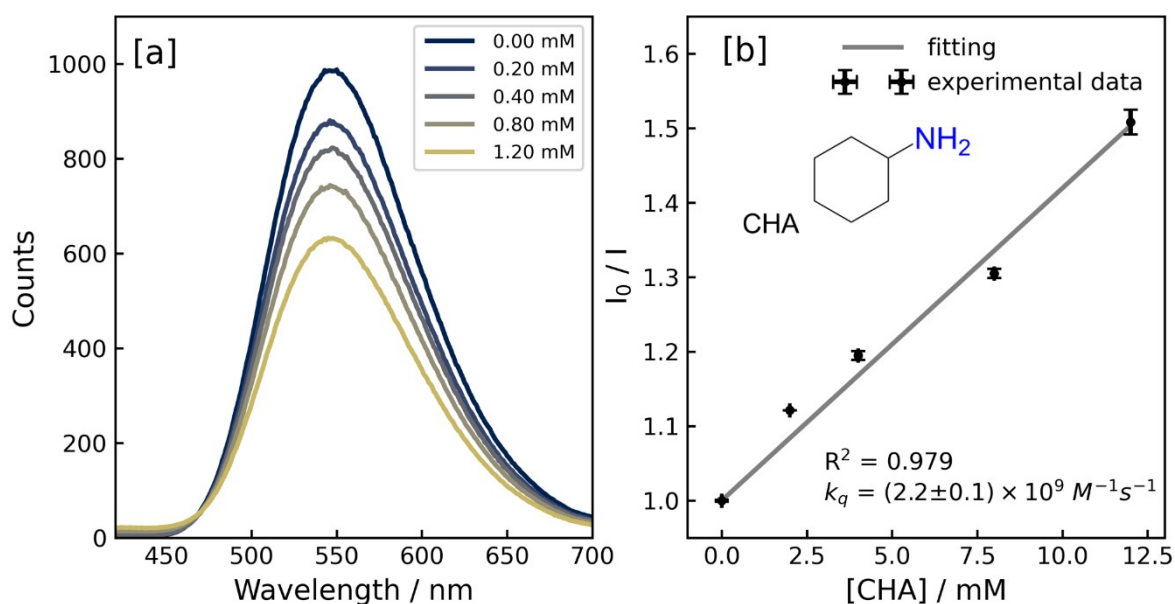 [a]
0.00 mM
0.20 mM
0.40 mM
0.80 mM
1.20 mM
1000
800
600
400
200
0
450 500 550 600 650 700
Wavelength / nm
Counts
[b]
fitting
experimental data
NH2
CHA
1.6
1.5
1.4
1.3
1.2
1.1
1.0
R² = 0.979
kq = (2.2±0.1) × 10⁹ M⁻¹s⁻¹
0.0 2.5 5.0 7.5 10.0 12.5
[CHA] / mM
I0 / I